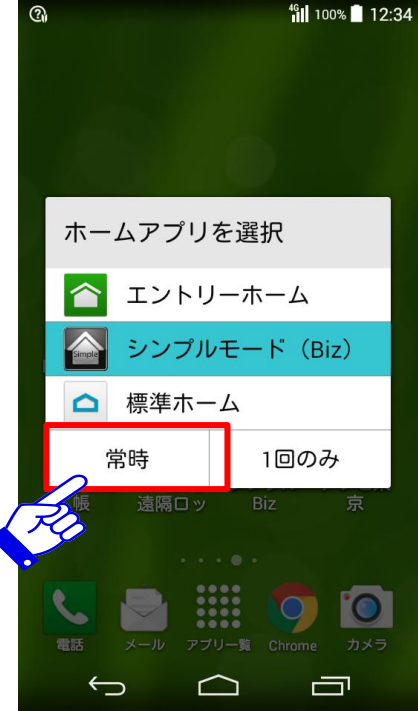 4G 100% 12:34
ホームアプリを選択
エントリーホーム
Simple
シンプルモード（Biz）
標準ホーム
常時 1回のみ
帳 遠隔ロッ Biz 京
電話 メール アプリ一覧 Chrome カメラ